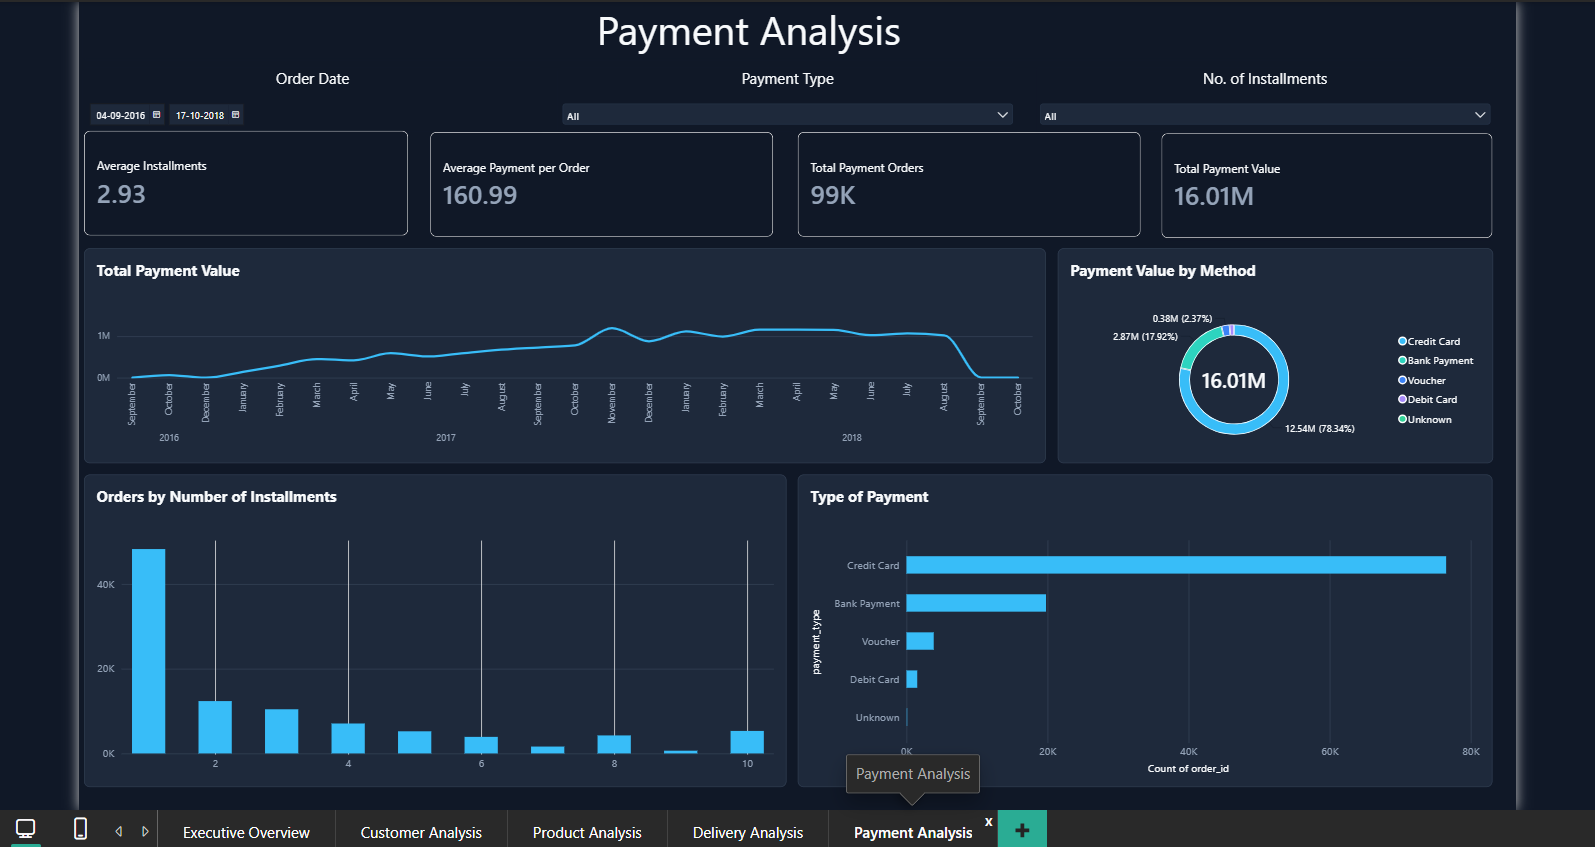 Payment Analysis
Order Date
Payment Type
No. of Installments
04-09-2016
17-10-2018
All
All
Average Installments
2.93
Average Payment per Order
160.99
Total Payment Orders
99K
Total Payment Value
16.01M
Total Payment Value
1M
0M
September
October
December
January
February
March
April
May
June
July
August
September
October
November
December
January
February
March
April
May
June
July
August
September
October
2016
2017
2018
Payment Value by Method
0.38M (2.37%)
2.87M (17.92%)
16.01M
12.54M (78.34%)
Credit Card
Bank Payment
Voucher
Debit Card
Unknown
Orders by Number of Installments
40K
20K
0K
2
4
6
8
10
Type of Payment
payment_type
Credit Card
Bank Payment
Voucher
Debit Card
Unknown
0K
20K
40K
60K
80K
Count of order_id
Payment Analysis
Executive Overview
Customer Analysis
Product Analysis
Delivery Analysis
Payment Analysis
x
+